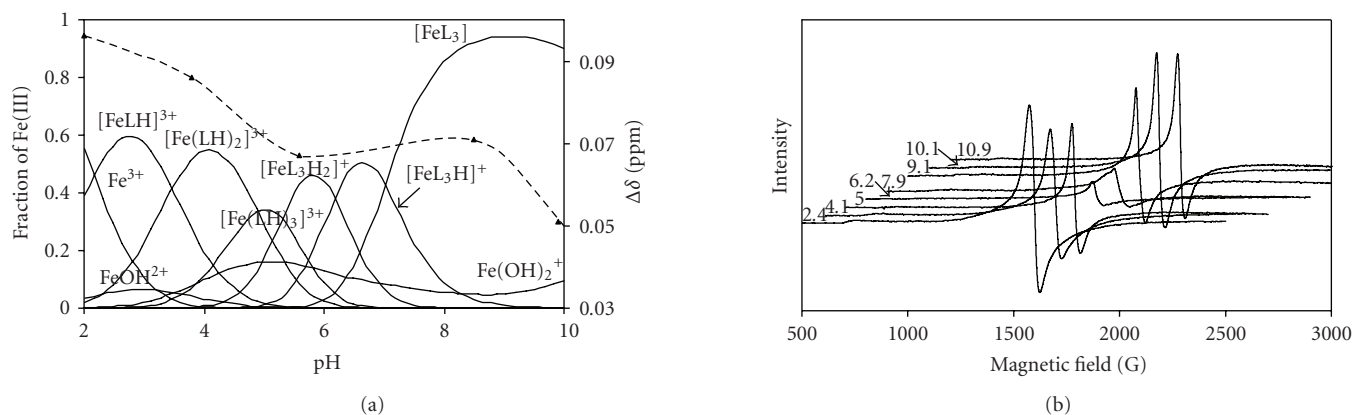 1
0.8
0.6
0.4
0.2
0
Fraction of Fe(III)
2
4
6
8
10
pH
0.09
0.07
0.05
0.03
Δδ (ppm)
[FeL₃]
[FeLH]³⁺
[Fe(LH)₂]³⁺
Fe³⁺
[FeL₃H₂]⁺
[FeL₃H]⁺
[Fe(LH)₃]³⁺
FeOH²⁺
Fe(OH)₂⁺
(a)
Intensity
10.1 10.9
9.1
6.2 7.9
5
4.1
2.4
500
1000
1500
2000
2500
3000
Magnetic field (G)
(b)